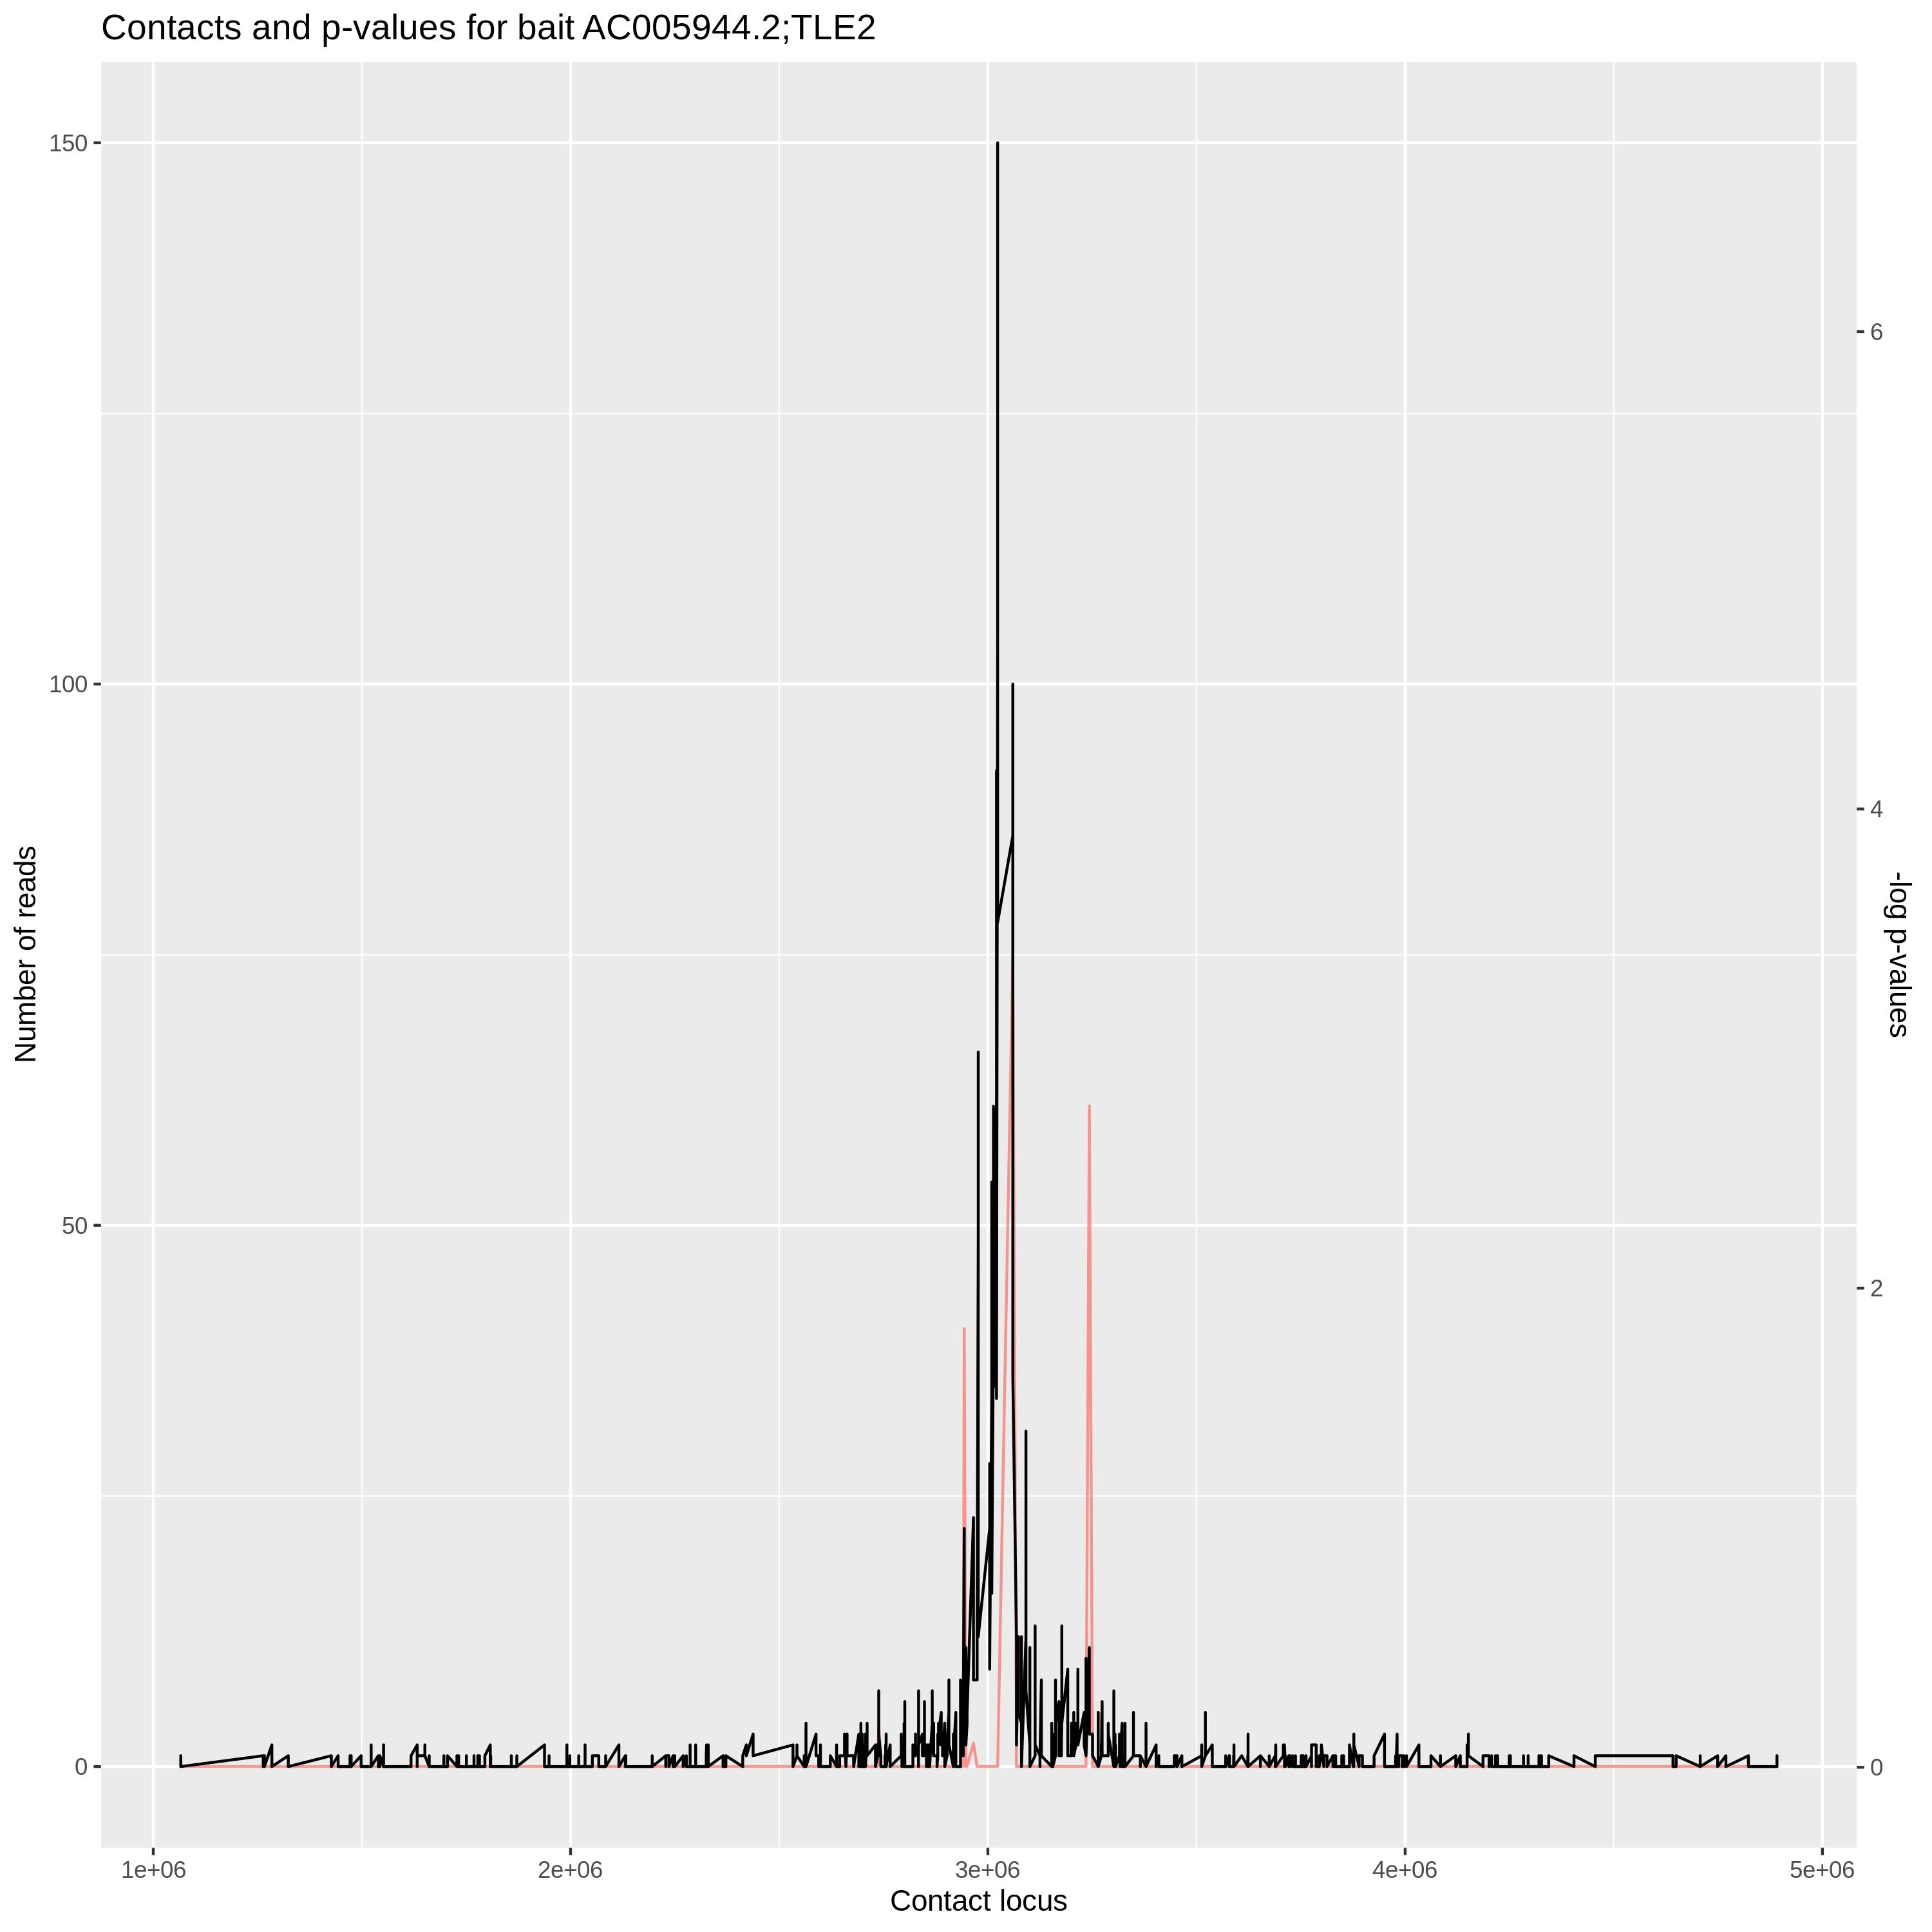 Contacts and p-values for bait AC005944.2;TLE2
150
100
50
0
Number of reads
6
4
2
0
-log p-values
1e+06
2e+06
3e+06
4e+06
5e+06
Contact locus